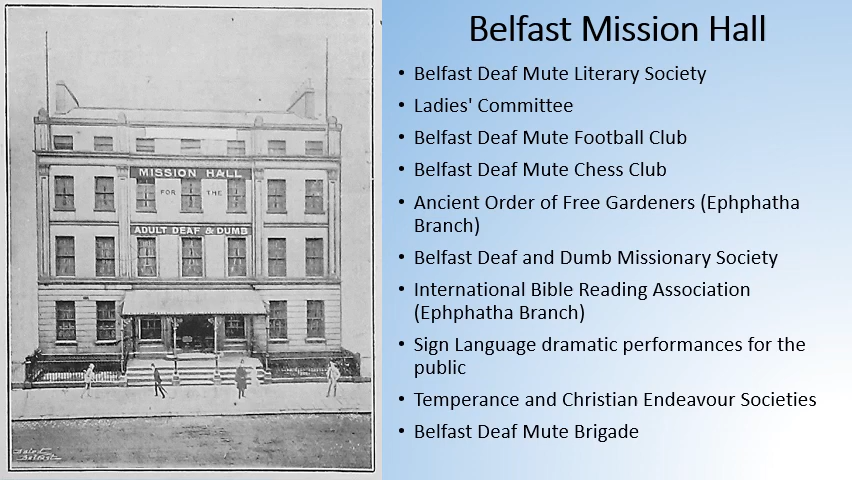 Belfast Mission Hall
• Belfast Deaf Mute Literary Society
• Ladies' Committee
• Belfast Deaf Mute Football Club
• Belfast Deaf Mute Chess Club
• Ancient Order of Free Gardeners (Ephphatha
Branch)
• Belfast Deaf and Dumb Missionary Society
• International Bible Reading Association
(Ephphatha Branch)
• Sign Language dramatic performances for the
public
• Temperance and Christian Endeavour Societies
• Belfast Deaf Mute Brigade
MISSION HALL
FOR THE
ADULT DEAF & DUMB
Belfast